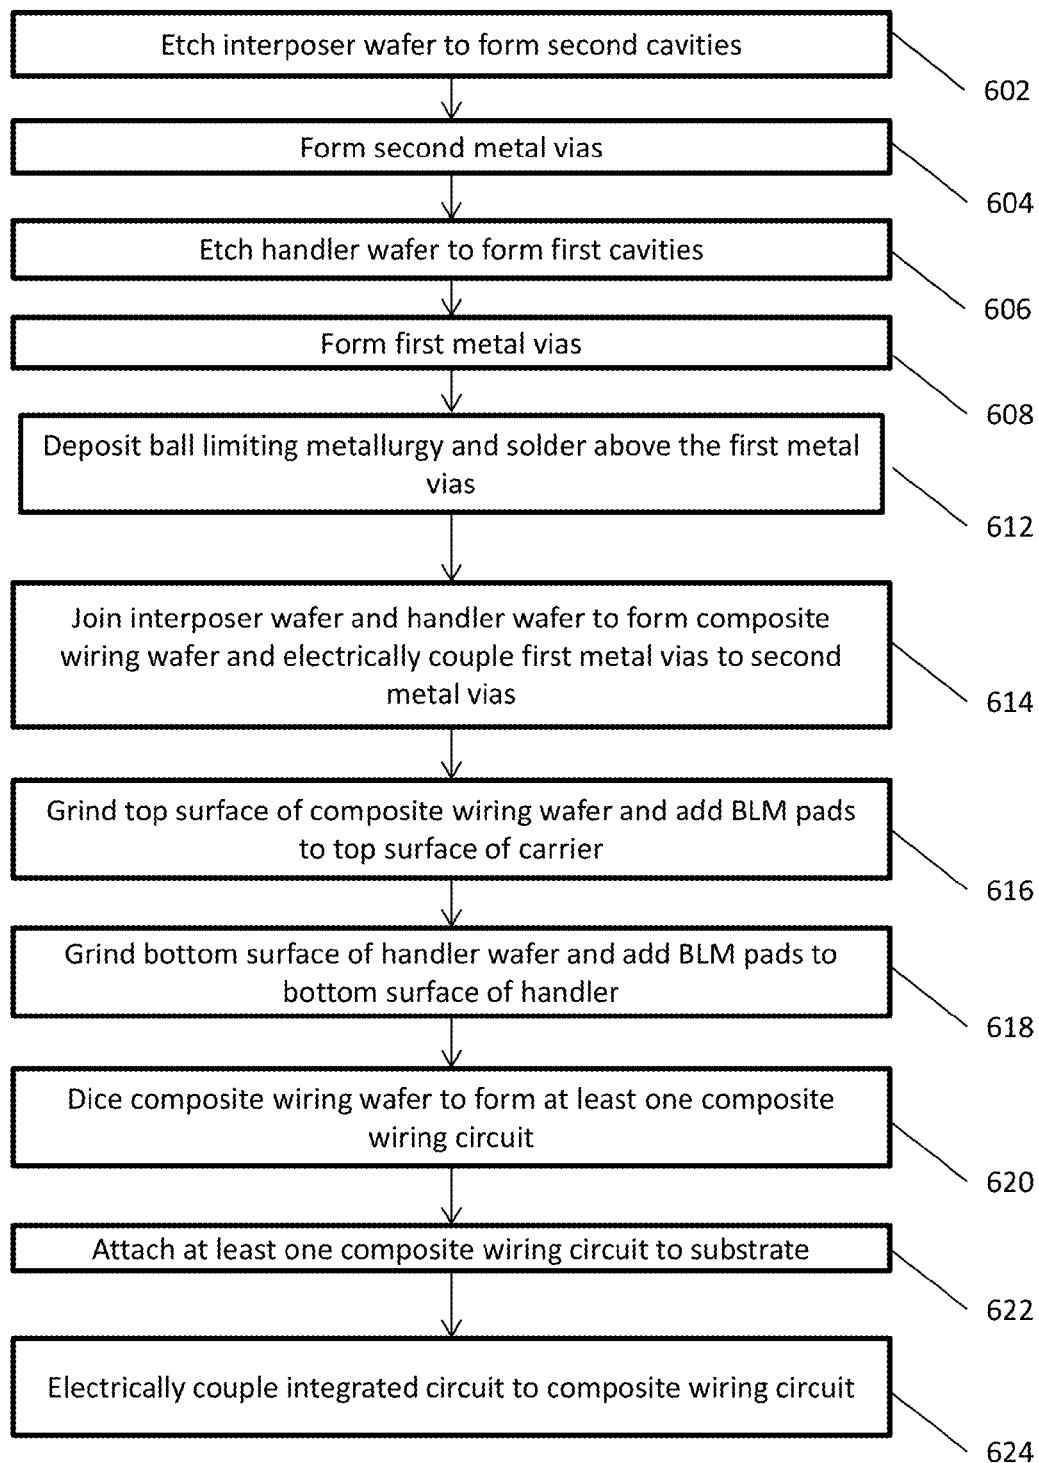 Etch interposer wafer to form second cavities
602
Form second metal vias
604
Etch handler wafer to form first cavities
606
Form first metal vias
608
Deposit ball limiting metallurgy and solder above the first metal
vias
612
Join interposer wafer and handler wafer to form composite
wiring wafer and electrically couple first metal vias to second
metal vias
614
Grind top surface of composite wiring wafer and add BLM pads
to top surface of carrier
616
Grind bottom surface of handler wafer and add BLM pads to
bottom surface of handler
618
Dice composite wiring wafer to form at least one composite
wiring circuit
620
Attach at least one composite wiring circuit to substrate
622
Electrically couple integrated circuit to composite wiring circuit
624